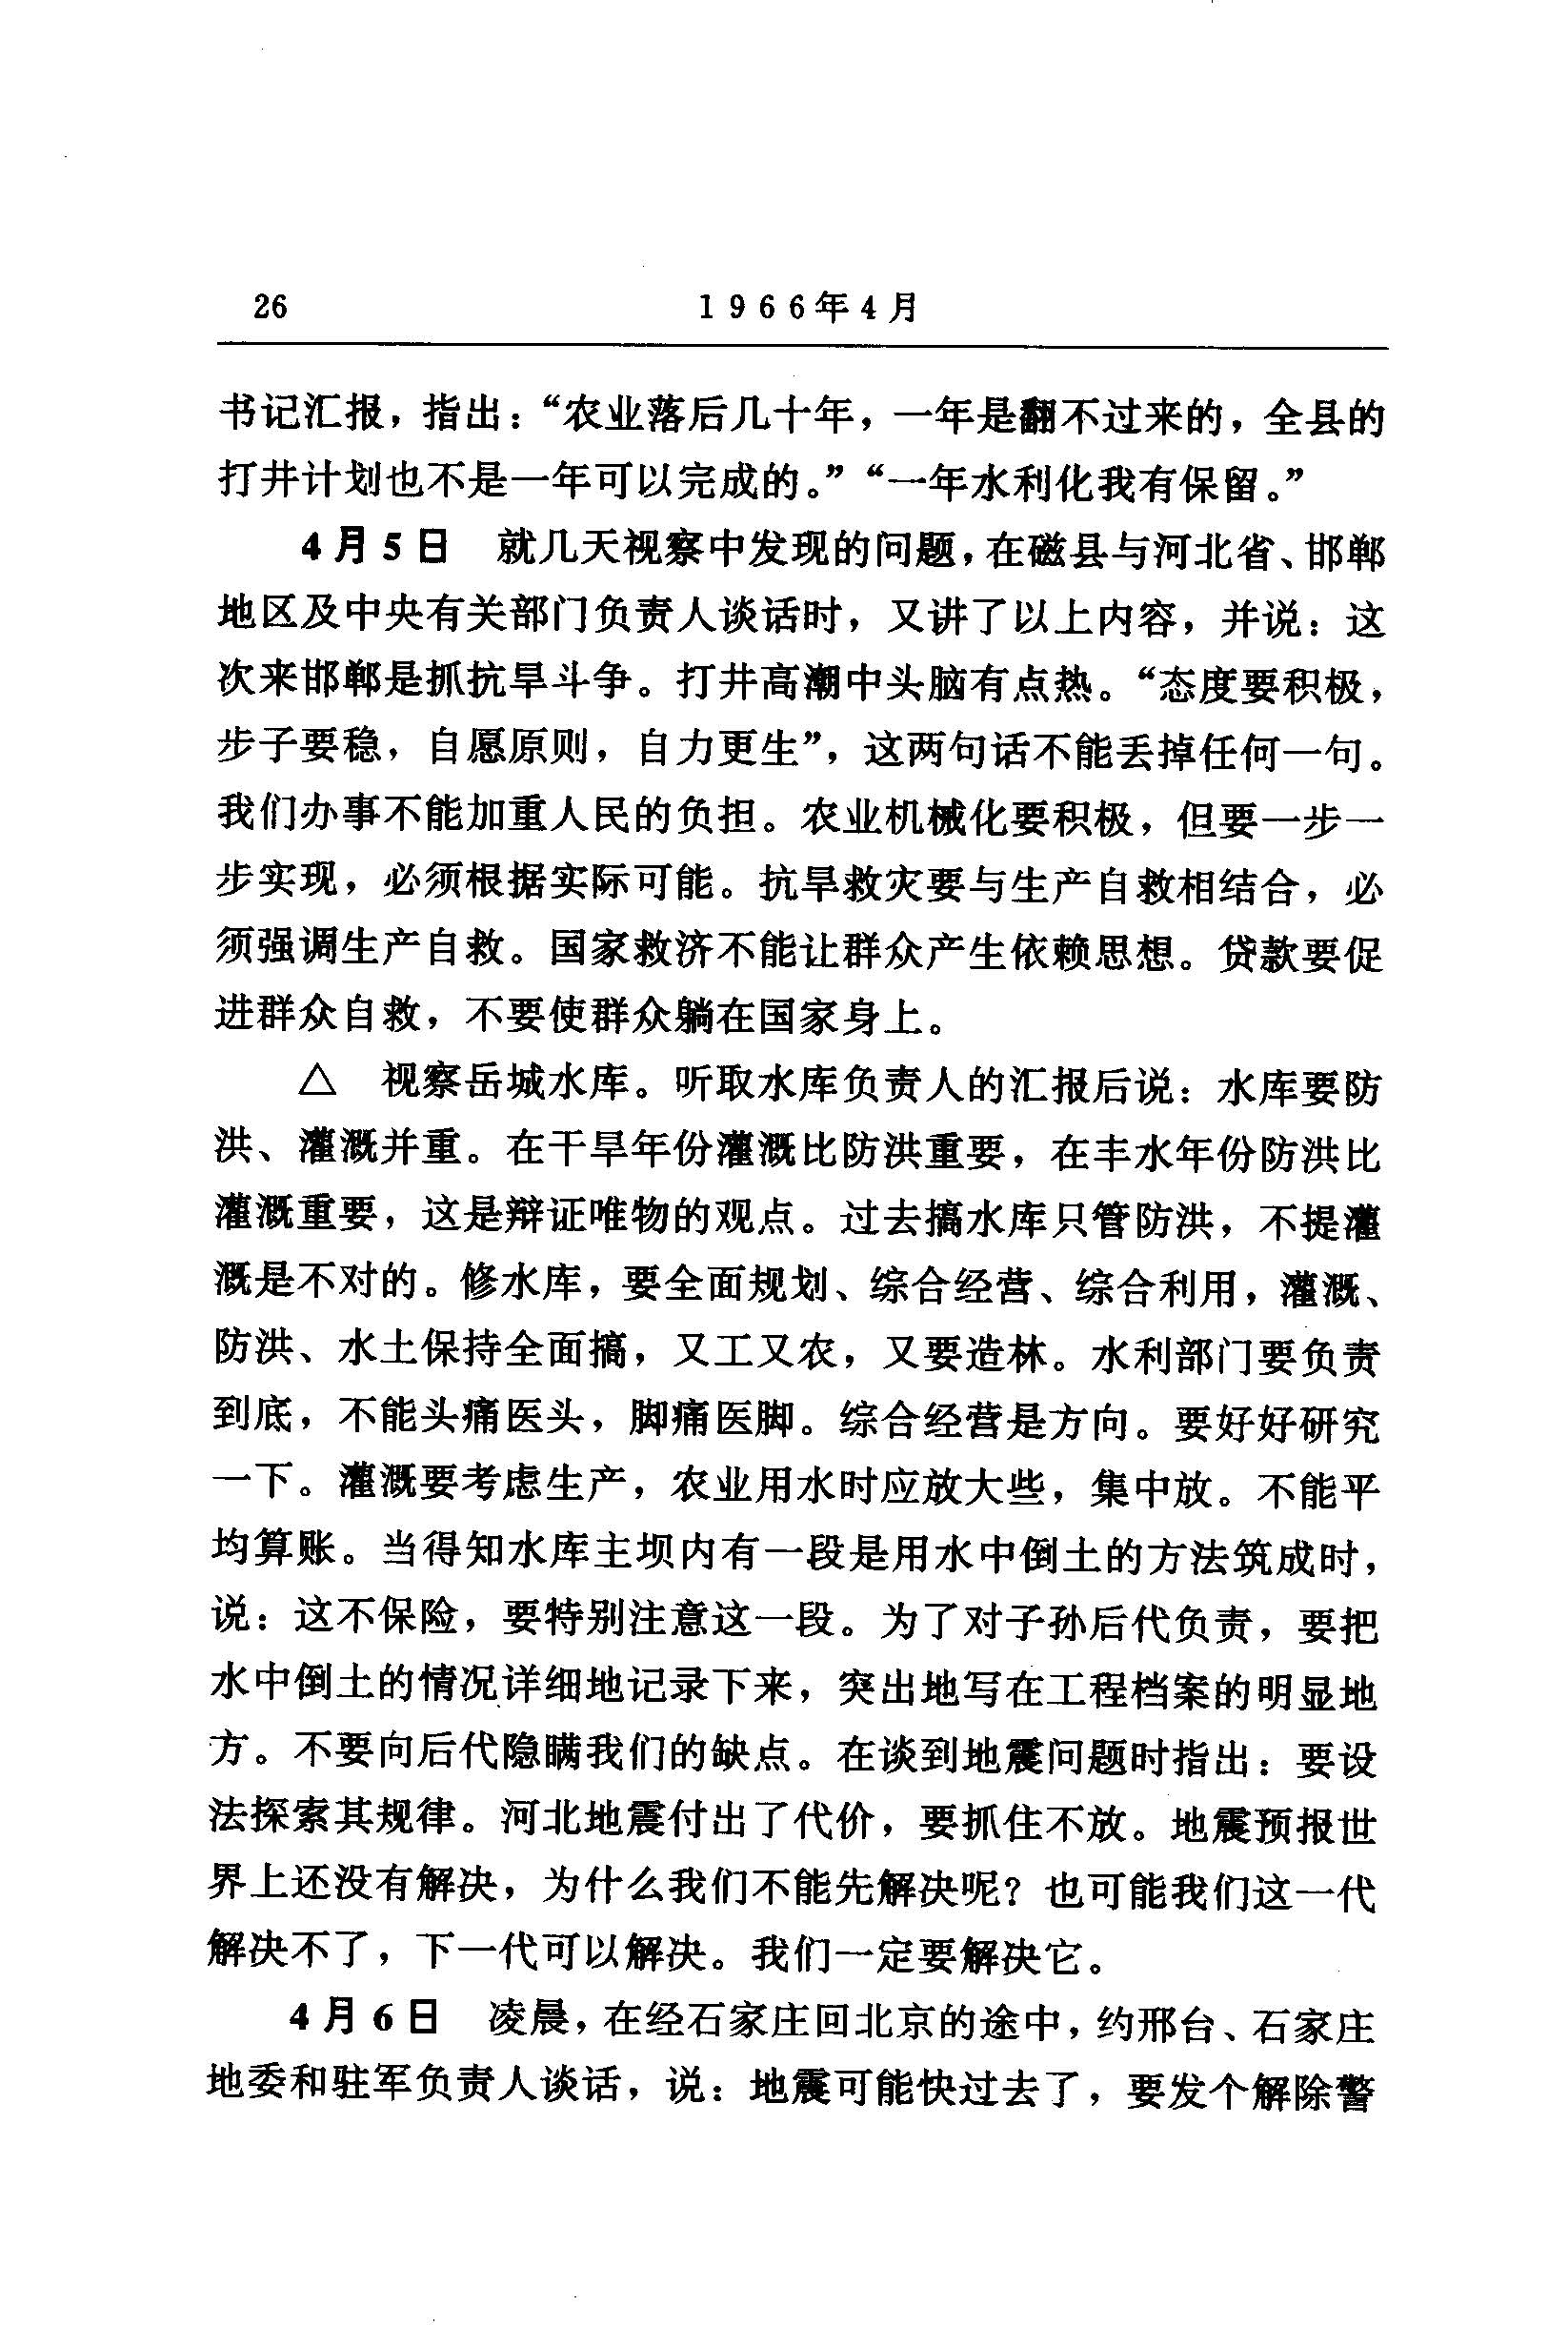 26 1966年4月
书记汇报，指出：“农业落后几十年，一年是翻不过来的，全县的
打井计划也不是一年可以完成的。”“一年水利化我有保留。”
4月5日 就几天视察中发现的问题，在磁县与河北省、邯郸
地区及中央有关部门负责人谈话时，又讲了以上内容，并说：这
次来邯郸是抓抗旱斗争。打井高潮中头脑有点热。“态度要积极，
步子要稳，自愿原则，自力更生”，这两句话不能丢掉任何一句。
我们办事不能加重人民的负担。农业机械化要积极，但要一步一
步实现，必须根据实际可能。抗旱救灾要与生产自救相结合，必
须强调生产自救。国家救济不能让群众产生依赖思想。贷款要促
进群众自救，不要使群众躺在国家身上。
△ 视察岳城水库。听取水库负责人的汇报后说：水库要防
洪、灌溉并重。在干旱年份灌溉比防洪重要，在丰水年份防洪比
灌溉重要，这是辩证唯物的观点。过去搞水库只管防洪，不提灌
溉是不对的。修水库，要全面规划、综合经营、综合利用，灌溉、
防洪、水土保持全面搞，又工又农，又要造林。水利部门要负责
到底，不能头痛医头，脚痛医脚。综合经营是方向。要好好研究
一下。灌溉要考虑生产，农业用水时应放大些，集中放。不能平
均算账。当得知水库主坝内有一段是用水中倒土的方法筑成时，
说：这不保险，要特别注意这一段。为了对子孙后代负责，要把
水中倒土的情况详细地记录下来，突出地写在工程档案的明显地
方。不要向后代隐瞒我们的缺点。在谈到地震问题时指出：要设
法探索其规律。河北地震付出了代价，要抓住不放。地震预报世
界上还没有解决，为什么我们不能先解决呢？也可能我们这一代
解决不了，下一代可以解决。我们一定要解决它。
4月6日 凌晨，在经石家庄回北京的途中，约邢台、石家庄
地委和驻军负责人谈话，说：地震可能快过去了，要发个解除警